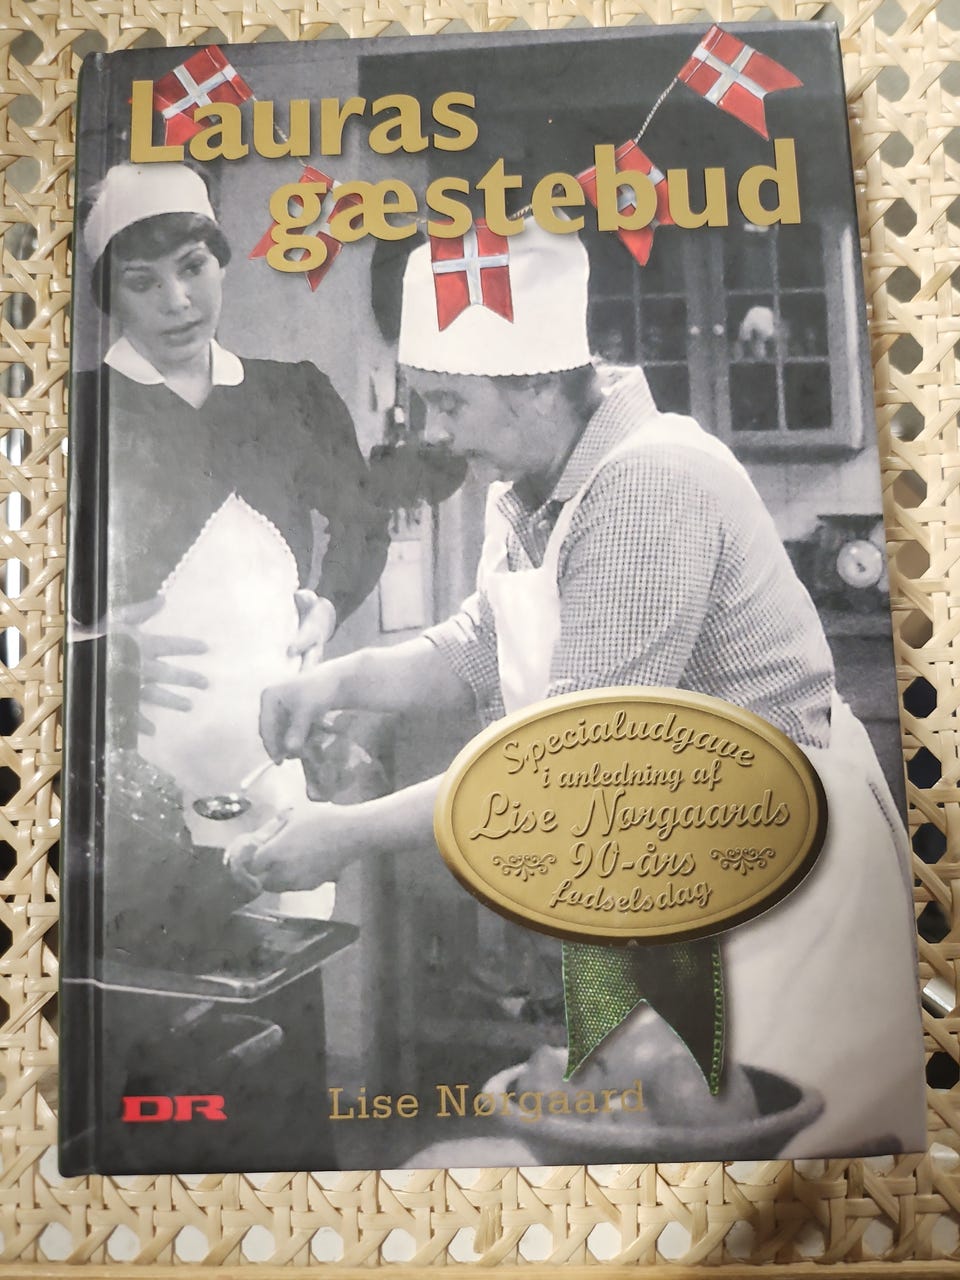 Lauras
gæstebud
Specialudgave
i anledning af
Lise Nørgaards
90-års
fødselsdag
DR
Lise Nørgaard